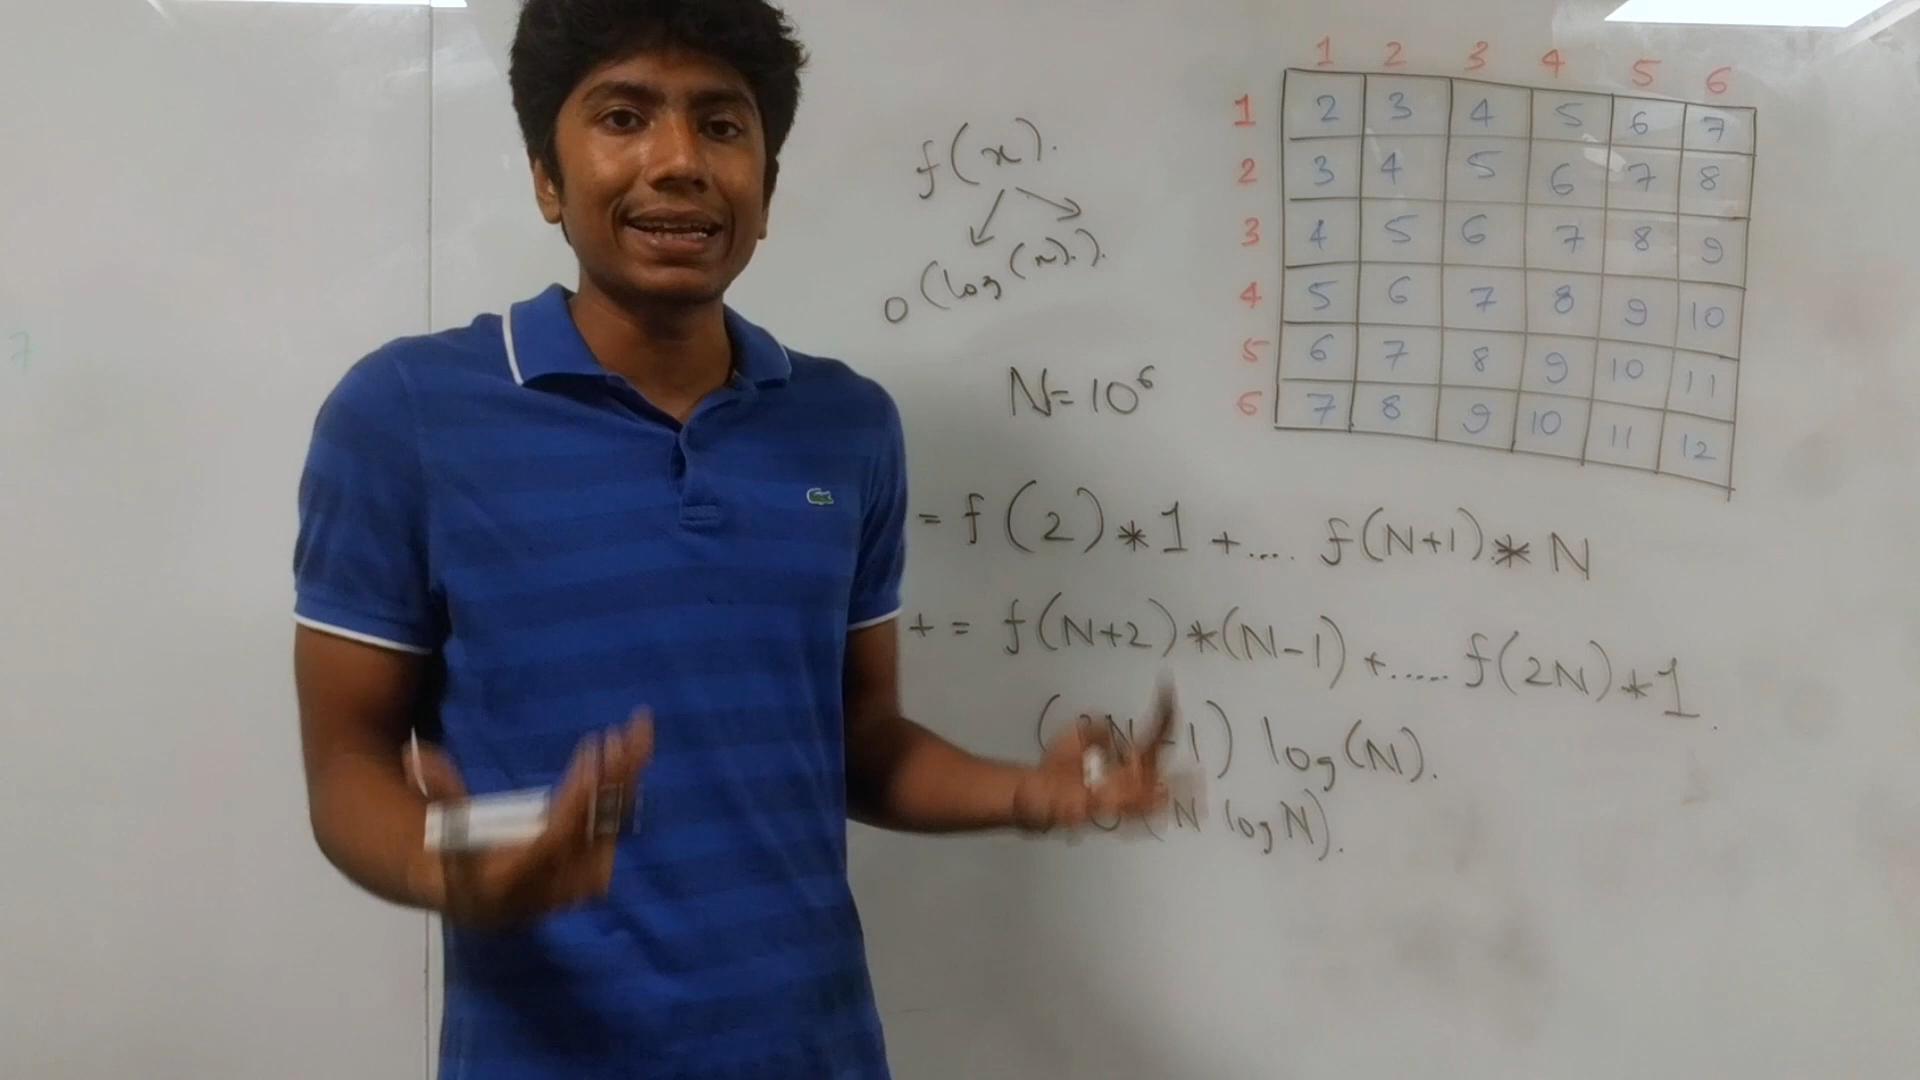 f(x).
O(log(N).).
N=10⁶
1 2 3 4 5 6
1 2 3 4 5 6 7
2 3 4 5 6 7 8
3 4 5 6 7 8 9
4 5 6 7 8 9 10
5 6 7 8 9 10 11
6 7 8 9 10 11 12
= f(2)*1 +.... f(N+1)*N
+= f(N+2)*(N-1) +..... f(2N)*1.
N-1) log(N).
(N log N).
7